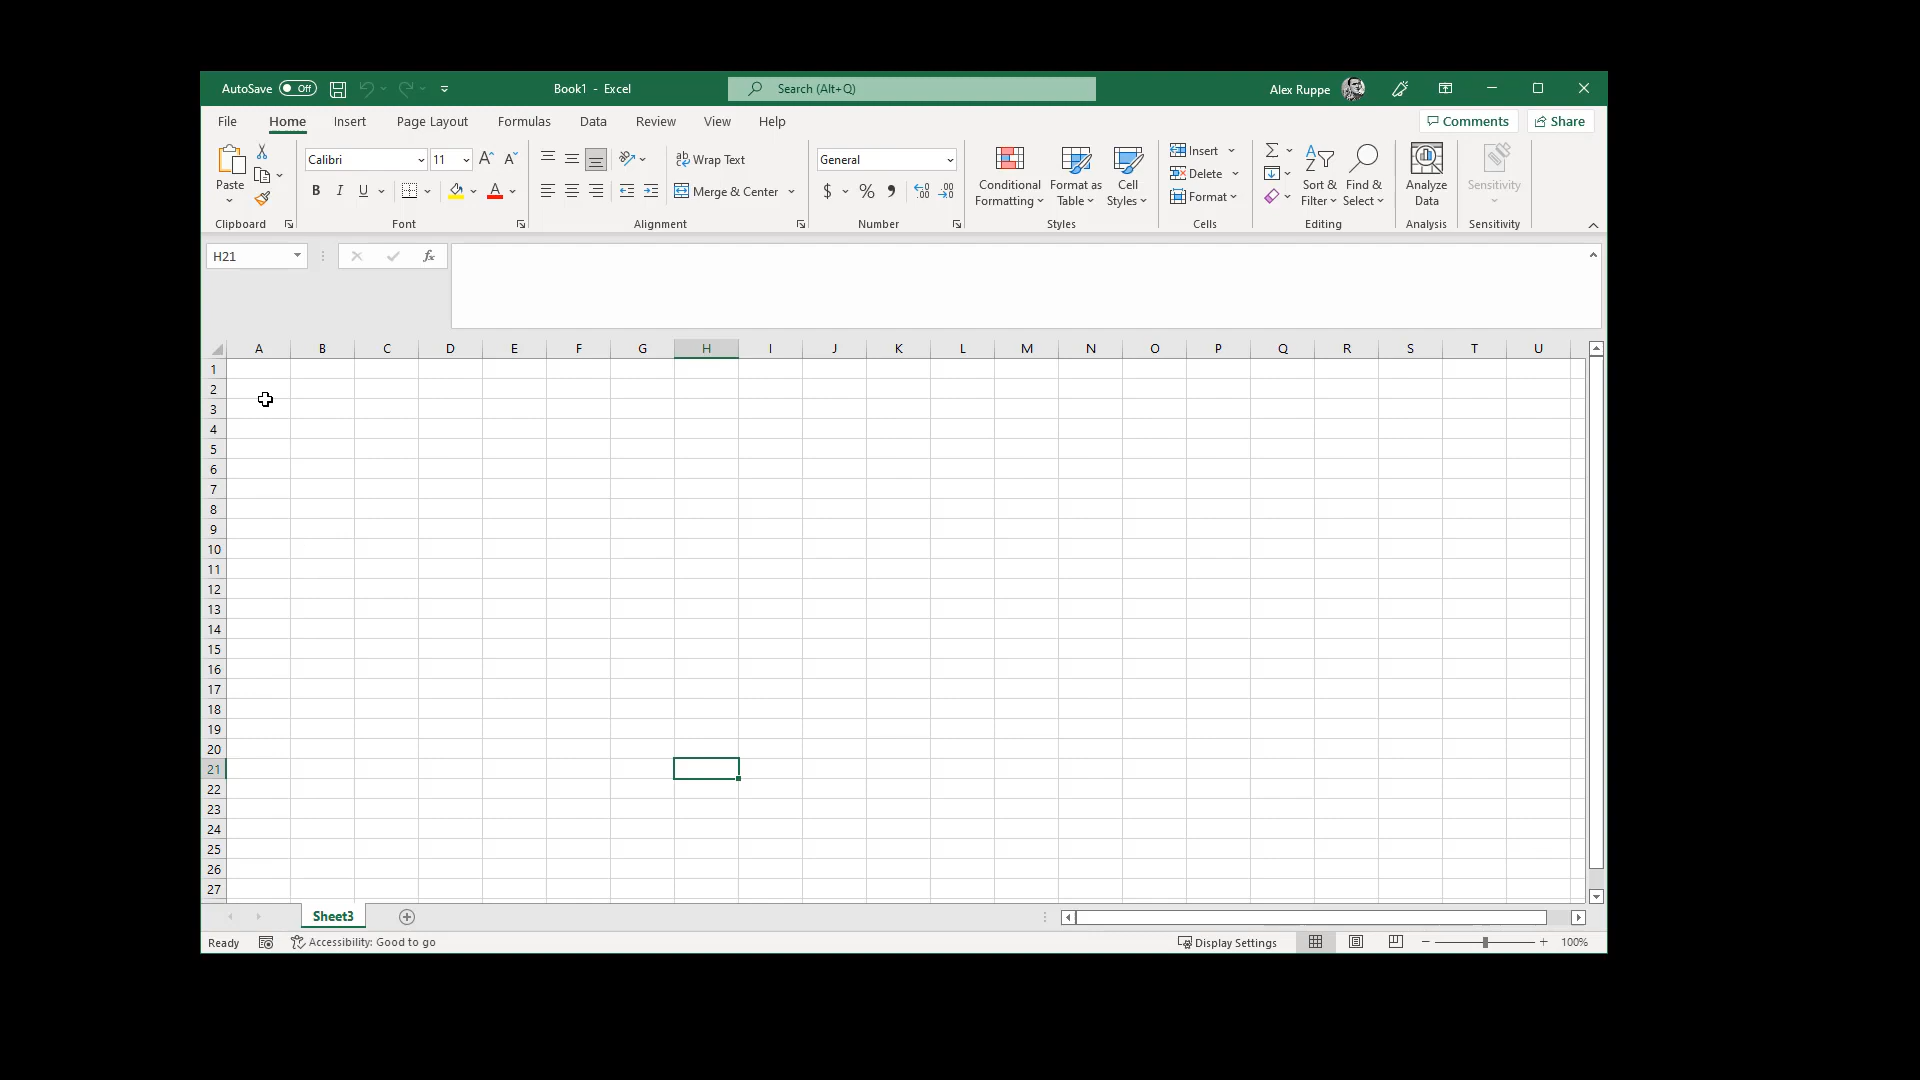 AutoSave Off Book1 - Excel Search (Alt+Q) Alex Ruppe
File Home Insert Page Layout Formulas Data Review View Help Comments Share
Paste
Clipboard
Calibri 11
B I U A
Font
ab Wrap Text
Merge & Center
Alignment
General
$ % ,
Number
Conditional Formatting
Format as Table
Cell Styles
Styles
Insert
Delete
Format
Cells
Sort & Filter
Find & Select
Editing
Analyze Data
Analysis
Sensitivity
Sensitivity
H21 fx
A B C D E F G H I J K L M N O P Q R S T U
1
2
3
4
5
6
7
8
9
10
11
12
13
14
15
16
17
18
19
20
21
22
23
24
25
26
27
Sheet3
Ready Accessibility: Good to go Display Settings 100%